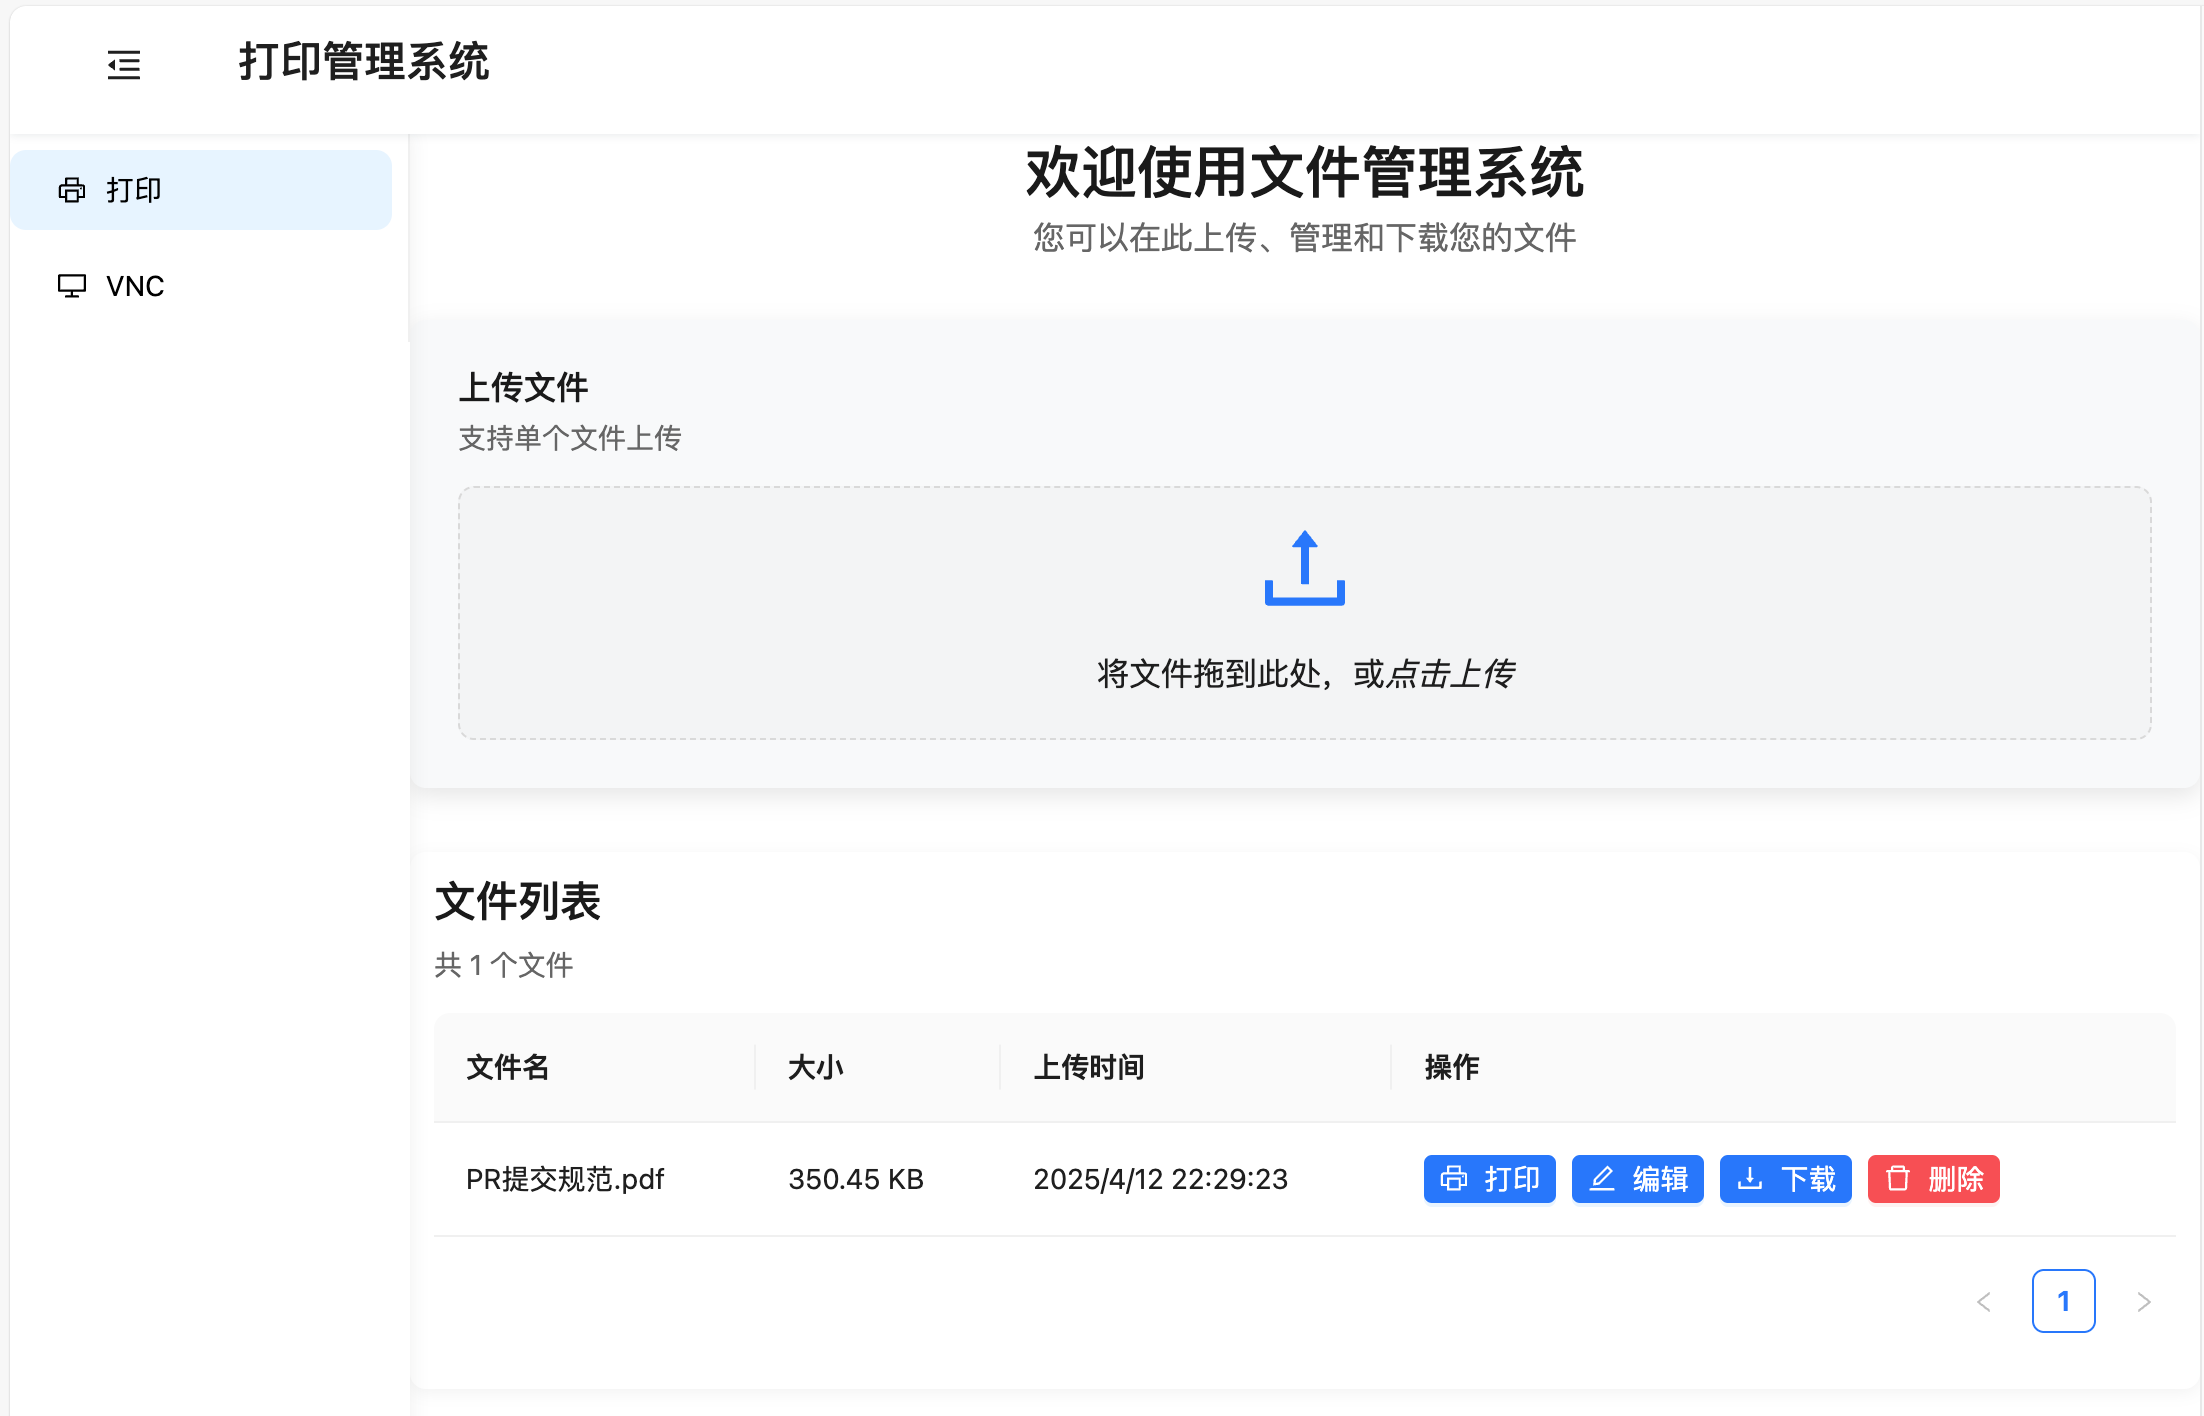 打印管理系统
打印
VNC
欢迎使用文件管理系统
您可以在此上传、管理和下载您的文件
上传文件
支持单个文件上传
将文件拖到此处，或点击上传
文件列表
共 1 个文件
文件名 大小 上传时间 操作
PR提交规范.pdf 350.45 KB 2025/4/12 22:29:23 打印 编辑 下载 删除
1